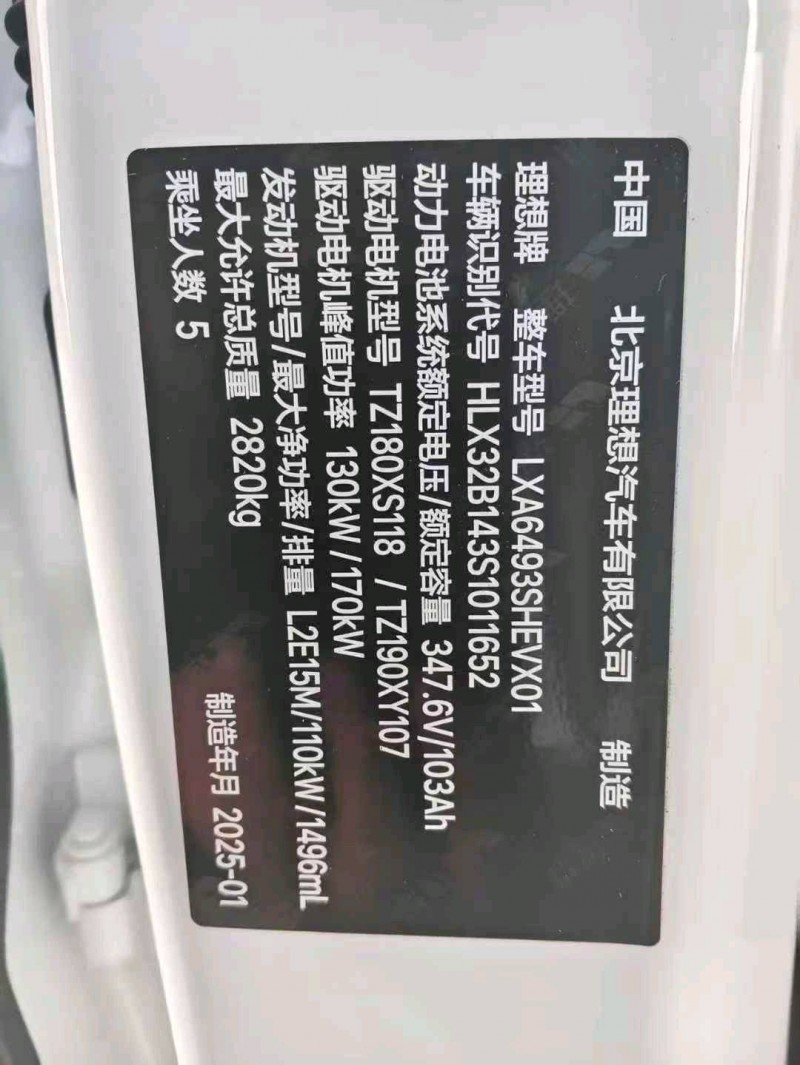 中国 北京理想汽车有限公司 制造
理想牌 整车型号 LXA6493SHEVX01
车辆识别代号 HLX32B143S1011652
动力电池系统额定电压/额定容量 347.6V/103Ah
驱动电机型号 TZ180XS118 / TZ190XY107
驱动电机峰值功率 130kW/170kW
发动机型号/最大净功率/排量 L2E15M/110kW/1496mL
最大允许总质量 2820kg
乘坐人数 5 制造年月 2025-01